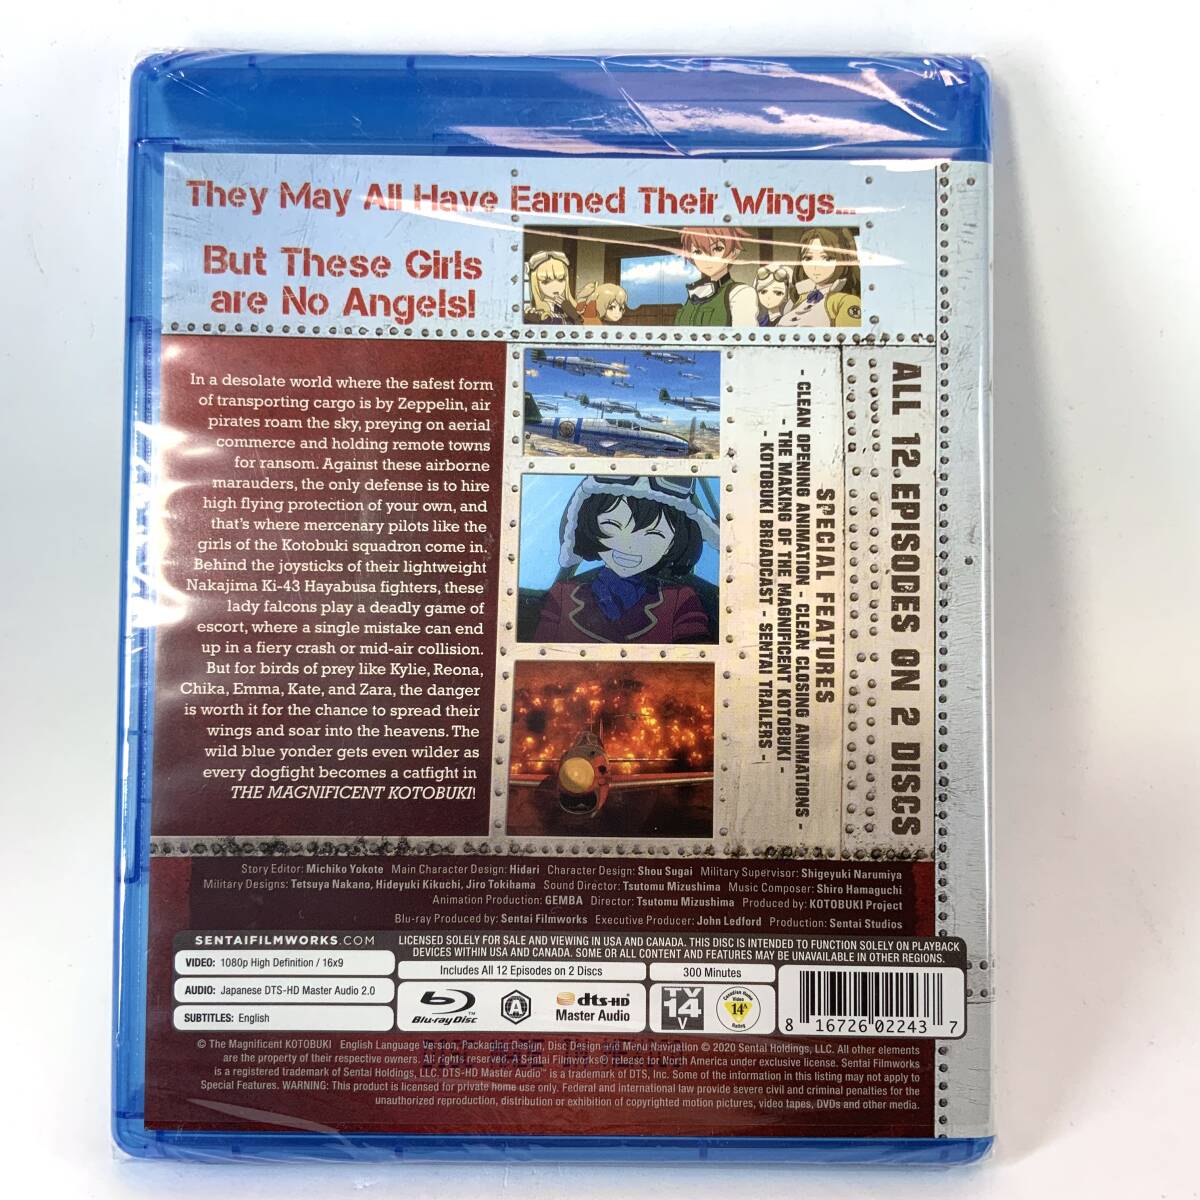 They May All Have Earned Their Wings...
But These Girls
are No Angels!
In a desolate world where the safest form
of transporting cargo is by Zeppelin, air
pirates roam the sky, preying on aerial
commerce and holding remote towns
for ransom. Against these airborne
marauders, the only defense is to hire
high flying protection of your own, and
that's where mercenary pilots like the
girls of the Kotobuki squadron come in.
Behind the joysticks of their lightweight
Nakajima Ki-43 Hayabusa fighters, these
lady falcons play a deadly game of
escort, where a single mistake can end
up in a fiery crash or mid-air collision.
But for birds of prey like Kylie, Reona,
Chika, Emma, Kate, and Zara, the danger
is worth it for the chance to spread their
wings and soar into the heavens. The
wild blue yonder gets even wilder as
every dogfight becomes a catfight in
THE MAGNIFICENT KOTOBUKI!
SPECIAL FEATURES
- CLEAN OPENING ANIMATION - CLEAN CLOSING ANIMATIONS -
- THE MAKING OF THE MAGNIFICENT KOTOBUKI -
- KOTOBUKI BROADCAST - SENTAI TRAILERS -
ALL 12 EPISODES ON 2 DISCS
Story Editor: Michiko Yokote Main Character Design: Hidari Character Design: Shou Sugai Military Supervisor: Shigeyuki Narumiya
Military Designs: Tetsuya Nakano, Hideyuki Kikuchi, Jiro Tokihama Sound Director: Tsutomu Mizushima Music Composer: Shiro Hamaguchi
Animation Production: GEMBA Director: Tsutomu Mizushima Produced by: KOTOBUKI Project
Blu-ray Produced by: Sentai Filmworks Executive Producer: John Ledford Production: Sentai Studios
SENTAIFILMWORKS.COM
LICENSED SOLELY FOR SALE AND VIEWING IN USA AND CANADA. THIS DISC IS INTENDED TO FUNCTION SOLELY ON PLAYBACK
DEVICES WITHIN USA AND CANADA. SOME OR ALL CONTENT AND FEATURES MAY BE UNAVAILABLE IN OTHER REGIONS.
VIDEO: 1080p High Definition / 16x9
AUDIO: Japanese DTS-HD Master Audio 2.0
SUBTITLES: English
Includes All 12 Episodes on 2 Discs
300 Minutes
Blu-ray Disc
A
dts-HD
Master Audio
TV
14
V
Canadian Home
Video
14A
Rating
8 16726 02243 7
DISC MADE IN MEXICO
© The Magnificent KOTOBUKI English Language Version, Packaging Design, Disc Design and Menu Navigation © 2020 Sentai Holdings, LLC. All other elements
are the property of their respective owners. All rights reserved. A Sentai Filmworks® release for North America under exclusive license. Sentai Filmworks
is a registered trademark of Sentai Holdings, LLC. DTS-HD Master Audio™ is a trademark of DTS, Inc. Some of the information in this listing may not apply to
Special Features. WARNING: This product is licensed for private home use only. Federal and international law provide severe civil and criminal penalties for the
unauthorized reproduction, distribution or exhibition of copyrighted motion pictures, video tapes, DVDs and other media.